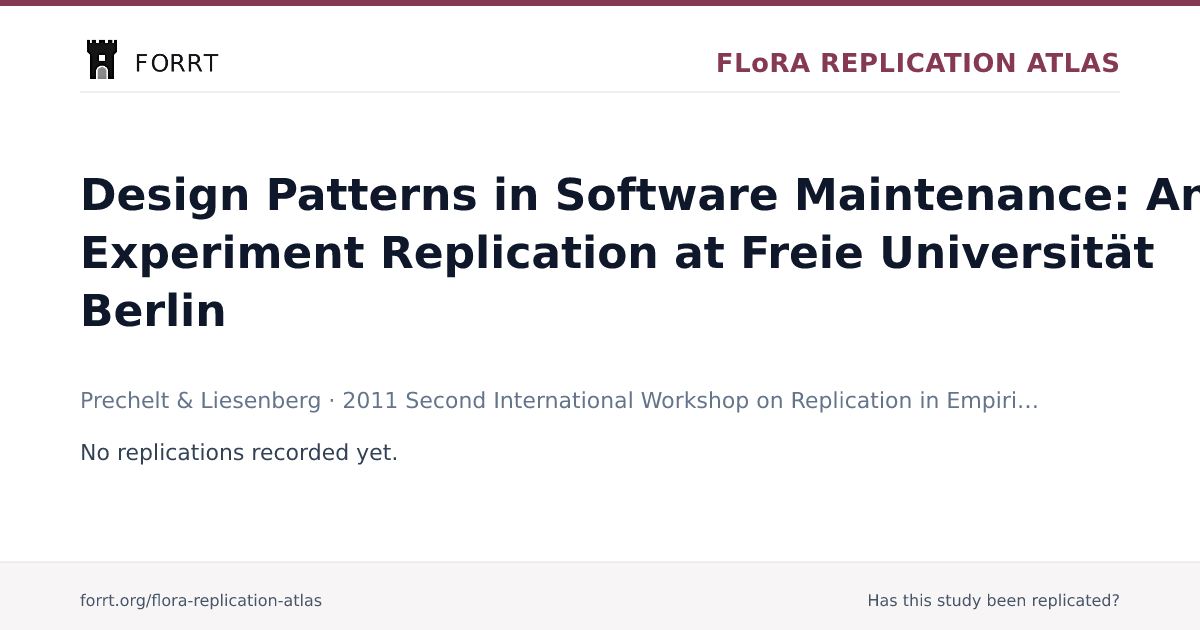 FORRT
FLoRA REPLICATION ATLAS
Design Patterns in Software Maintenance: An
Experiment Replication at Freie Universität
Berlin
Prechelt & Liesenberg · 2011 Second International Workshop on Replication in Empiri…
No replications recorded yet.
forrt.org/flora-replication-atlas
Has this study been replicated?